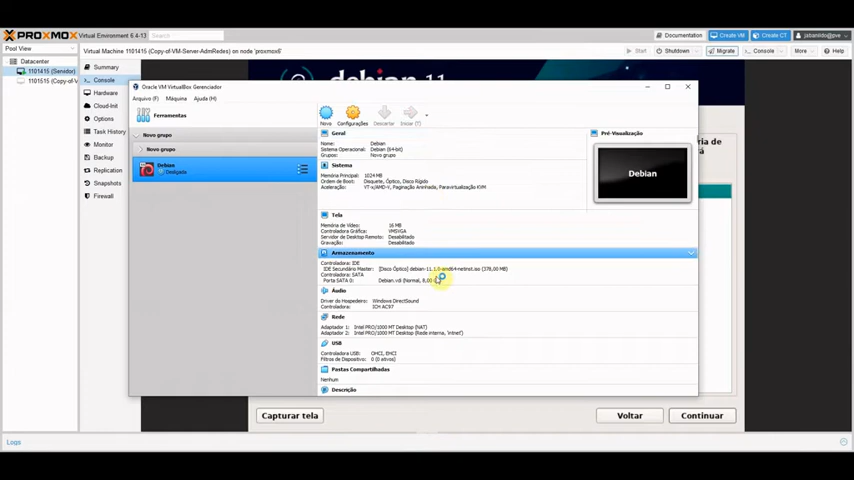 PROXMOX Virtual Environment 6.4-13 Search Documentation Create VM Create CT
Pool View
Virtual Machine 1101415 (Copy-of-VM-Server-AdmRedes) on node 'proxmox6' Start Shutdown Migrate Console More Help
Datacenter
1101415 (Servidor)
1101515 (Copy-of-V
Summary
Console
Hardware
Cloud-Init
Options
Task History
Monitor
Backup
Replication
Snapshots
Firewall
debian 11
Oracle VM VirtualBox Gerenciador
Arquivo (F) Máquina Ajuda (H)
Ferramentas
Novo Configurações Descartar Iniciar (T)
Novo grupo
Novo grupo
Debian
Desligada
Geral
Nome: Debian
Sistema Operacional: Debian (64-bit)
Grupos: Novo grupo
Sistema
Memória Principal: 1024 MB
Ordem de Boot: Disquete, Óptico, Disco Rígido
Aceleração: VT-x/AMD-V, Paginação Aninhada, Paravirtualização KVM
Pré-Visualização
Debian
Tela
Memória de Vídeo: 16 MB
Controladora Gráfica: VMSVGA
Servidor de Desktop Remoto: Desabilitado
Gravação: Desabilitado
Armazenamento
Controladora: IDE
IDE Secundário Master: [Disco Óptico] debian-11.1.0-amd64-netinst.iso (378,00 MB)
Controladora: SATA
Porta SATA 0: Debian.vdi (Normal, 8,00
Áudio
Driver do Hospedeiro: Windows DirectSound
Controladora: ICH AC97
Rede
Adaptador 1: Intel PRO/1000 MT Desktop (NAT)
Adaptador 2: Intel PRO/1000 MT Desktop (Rede interna, 'intnet')
USB
Controladora USB: OHCI, EHCI
Filtros de Dispositivo: 0 (0 ativos)
Pastas Compartilhadas
Nenhum
Descrição
ria de
rá
Capturar tela Voltar Continuar
Logs